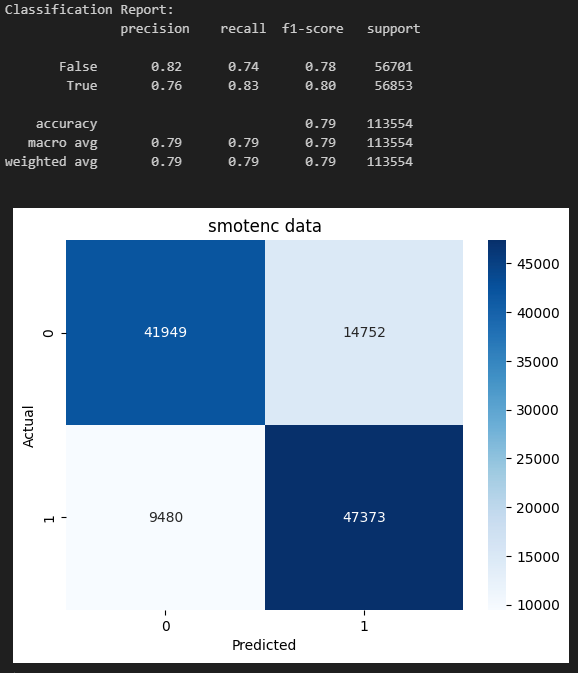 Classification Report:
precision recall f1-score support
False 0.82 0.74 0.78 56701
True 0.76 0.83 0.80 56853
accuracy 0.79 113554
macro avg 0.79 0.79 0.79 113554
weighted avg 0.79 0.79 0.79 113554
smotenc data
45000
40000
35000
30000
25000
20000
15000
10000
0
41949 14752
Actual
1
9480 47373
0 1
Predicted